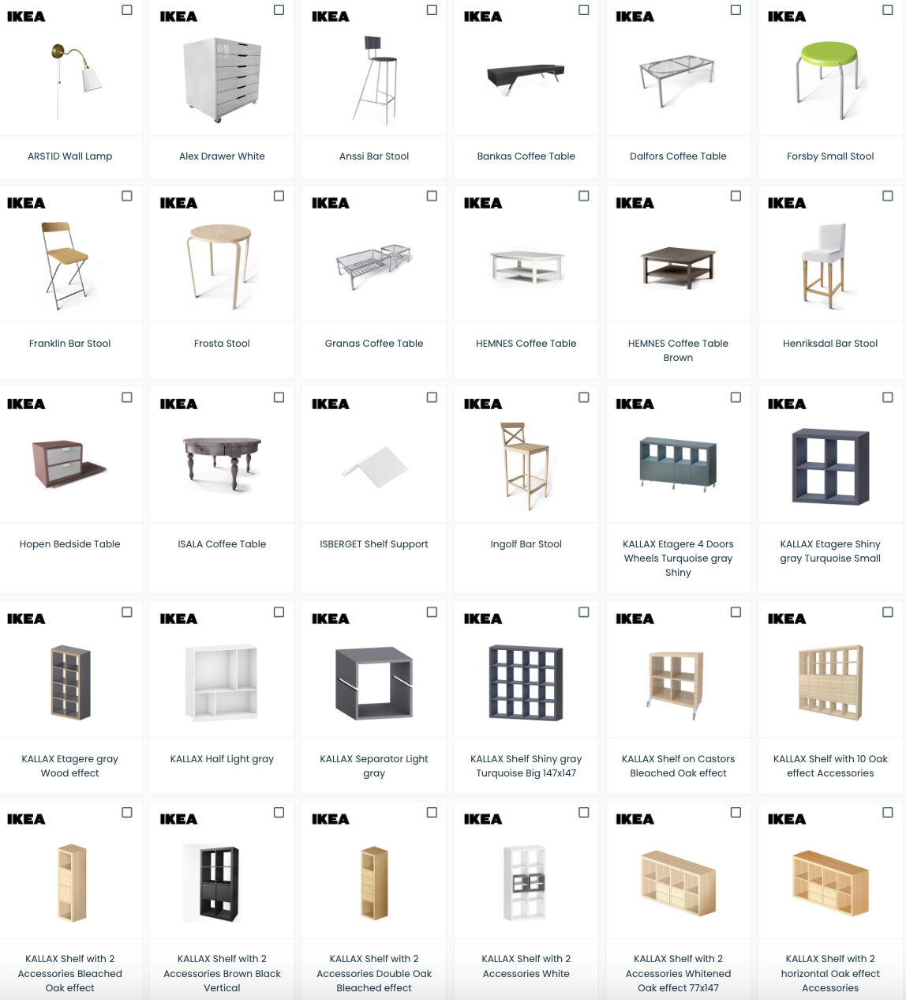 IKEA IKEA IKEA IKEA IKEA IKEA
ARSTID Wall Lamp
Alex Drawer White
Anssi Bar Stool
Bankas Coffee Table
Dalfors Coffee Table
Forsby Small Stool
IKEA IKEA IKEA IKEA IKEA IKEA
Franklin Bar Stool
Frosta Stool
Granas Coffee Table
HEMNES Coffee Table
HEMNES Coffee Table
Brown
Henriksdal Bar Stool
IKEA IKEA IKEA IKEA IKEA IKEA
Hopen Bedside Table
ISALA Coffee Table
ISBERGET Shelf Support
Ingolf Bar Stool
KALLAX Etagere 4 Doors
Wheels Turquoise gray
Shiny
KALLAX Etagere Shiny
gray Turquoise Small
IKEA IKEA IKEA IKEA IKEA IKEA
KALLAX Etagere gray
Wood effect
KALLAX Half Light gray
KALLAX Separator Light
gray
KALLAX Shelf Shiny gray
Turquoise Big 147x147
KALLAX Shelf on Castors
Bleached Oak effect
KALLAX Shelf with 10 Oak
effect Accessories
IKEA IKEA IKEA IKEA IKEA IKEA
KALLAX Shelf with 2
Accessories Bleached
Oak effect
KALLAX Shelf with 2
Accessories Brown Black
Vertical
KALLAX Shelf with 2
Accessories Double Oak
Bleached effect
KALLAX Shelf with 2
Accessories White
KALLAX Shelf with 2
Accessories Whitened
Oak effect 77x147
KALLAX Shelf with 2
horizontal Oak effect
Accessories